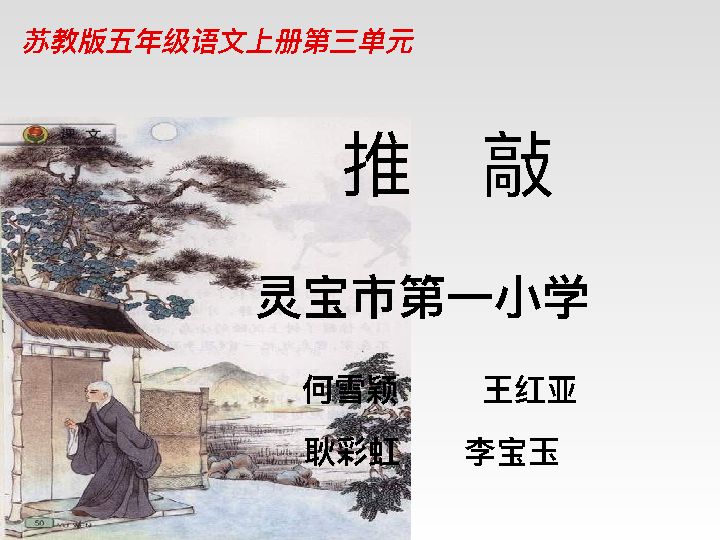 苏教版五年级语文上册第三单元
课 文
推 敲
灵宝市第一小学
何雪颖 王红亚
耿彩虹 李宝玉
50